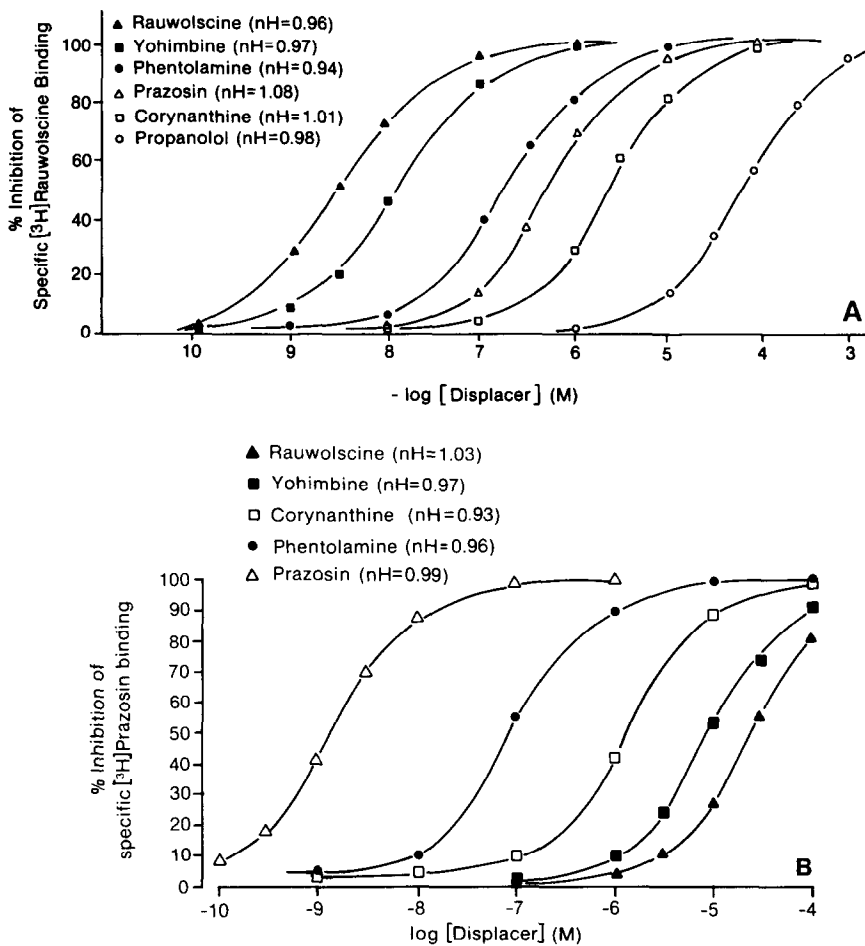 Rauwolscine (nH=0.96)
Yohimbine (nH=0.97)
Phentolamine (nH=0.94)
Prazosin (nH=1.08)
Corynanthine (nH=1.01)
Propanolol (nH=0.98)
% Inhibition of
Specific [³H]Rauwolscine Binding
100
80
60
40
20
0
10 9 8 7 6 5 4 3
A
- log [Displacer] (M)
Rauwolscine (nH=1.03)
Yohimbine (nH=0.97)
Corynanthine (nH=0.93)
Phentolamine (nH=0.96)
Prazosin (nH=0.99)
% Inhibition of
specific [³H]Prazosin binding
100
90
80
70
60
50
40
30
20
10
0
-10 -9 -8 -7 -6 -5 -4
B
log [Displacer] (M)